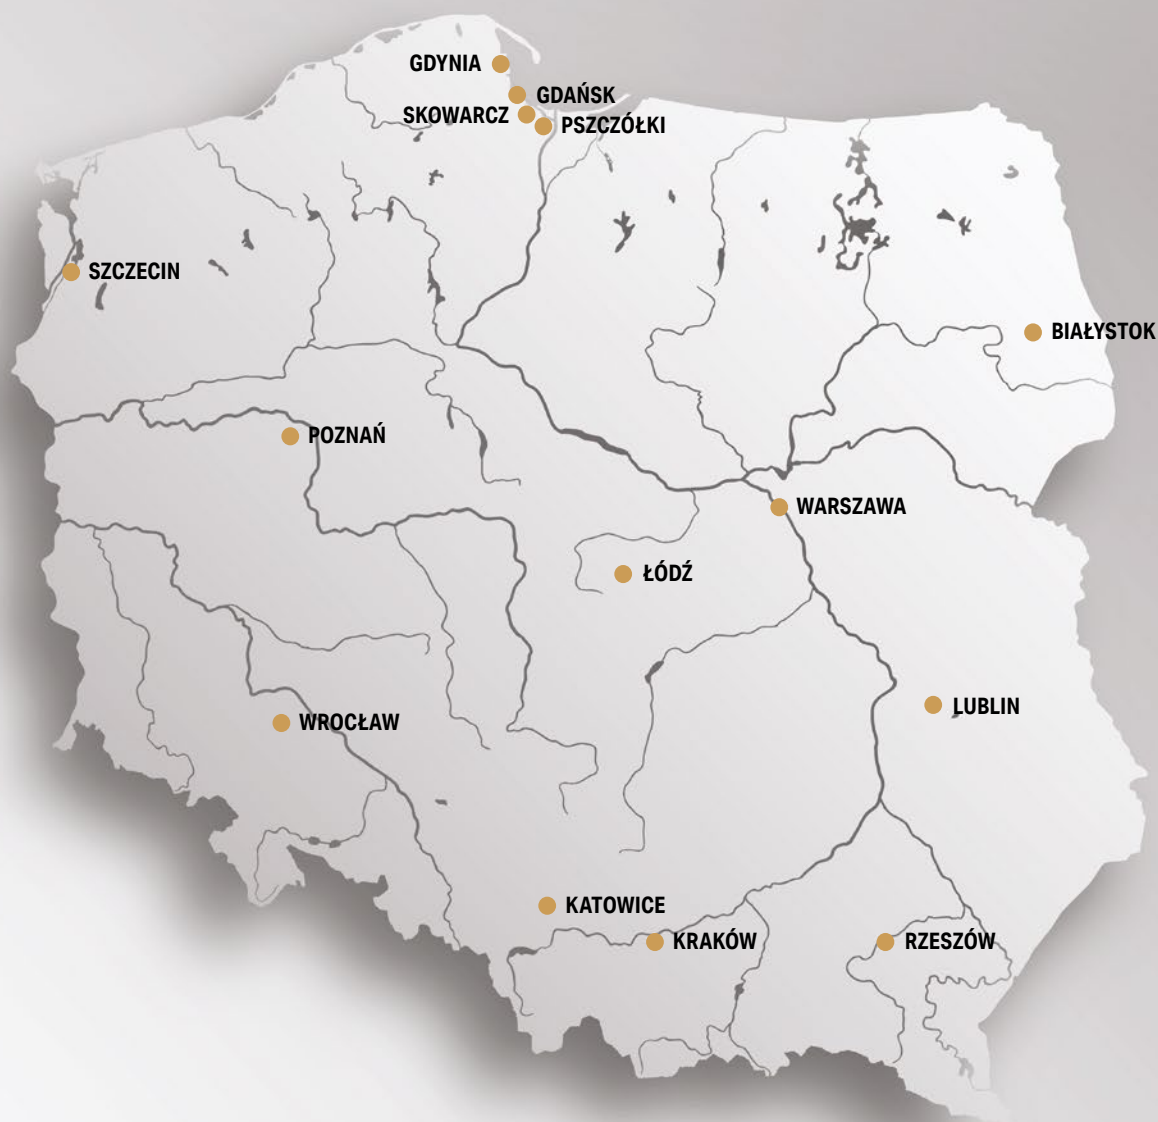 GDYNIA
GDAŃSK
SKOWARCZ
PSZCZÓŁKI
SZCZECIN
BIAŁYSTOK
POZNAŃ
WARSZAWA
ŁÓDŹ
LUBLIN
WROCŁAW
KATOWICE
KRAKÓW
RZESZÓW